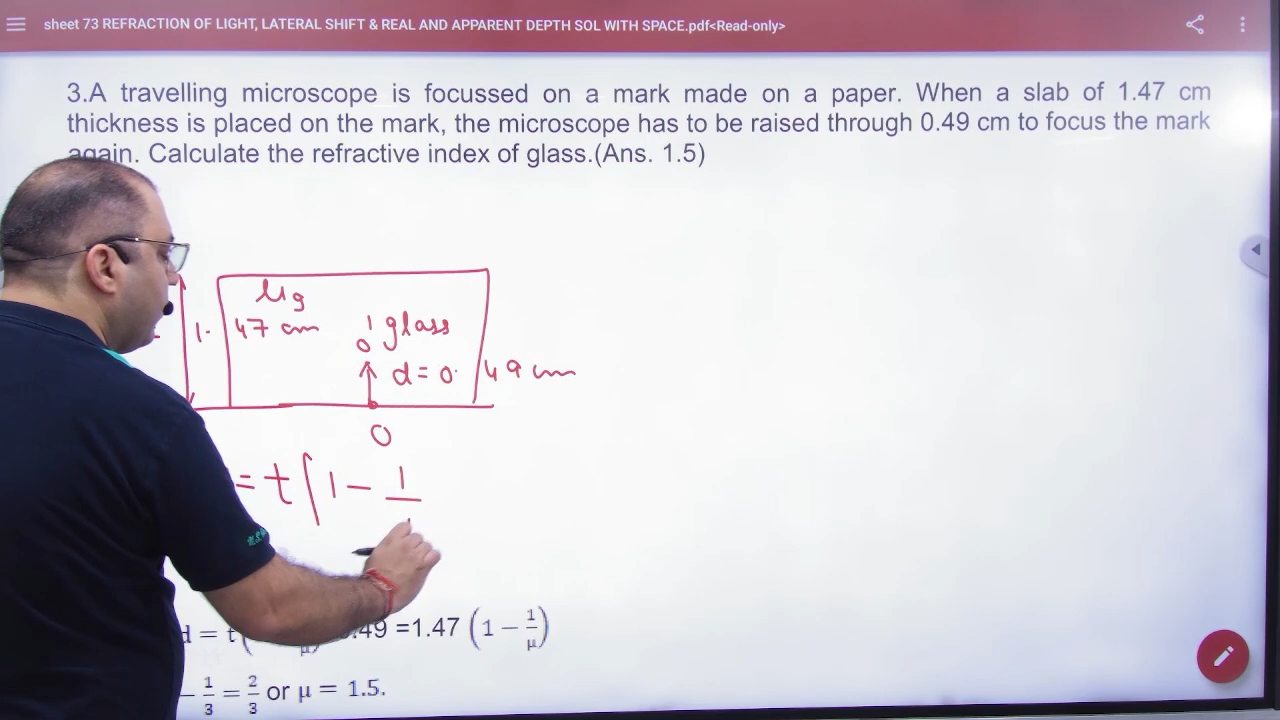 sheet 73 REFRACTION OF LIGHT, LATERAL SHIFT & REAL AND APPARENT DEPTH SOL WITH SPACE.pdf<Read-only>
3.A travelling microscope is focussed on a mark made on a paper. When a slab of 1.47 cm
thickness is placed on the mark, the microscope has to be raised through 0.49 cm to focus the mark
again. Calculate the refractive index of glass.(Ans. 1.5)
μg
1.47 cm O' glass
d = 0.49 cm
O
= t(1 - 1
d = t( .49 =1.47 (1 − 1/μ)
− 1/3 = 2/3 or μ = 1.5.